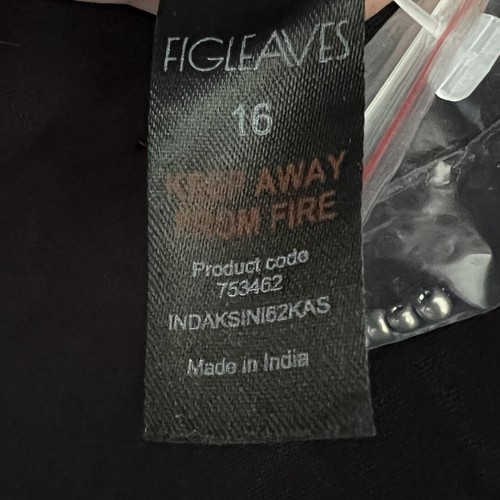 FIGLEAVES
16
KEEP AWAY
FROM FIRE
Product code
753462
INDAKSINI62KAS
Made in India